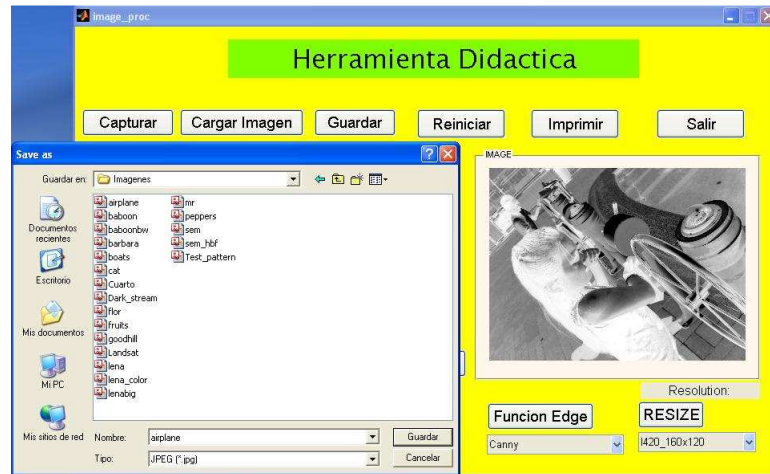 image_proc
Herramienta Didactica
Capturar Cargar Imagen Guardar Reiniciar Imprimir Salir
Save as
Guardar en: Imagenes
Documentos recientes
Escritorio
Mis documentos
Mi PC
Mis sitios de red
airplane
baboon
baboonbw
barbara
boats
cat
Cuarto
Dark_stream
flor
fruits
goodhill
Landsat
lena
lena_color
lenabig
mr
peppers
sem
sem_hbf
Test_pattern
Nombre: airplane Guardar
Tipo: JPEG (*.jpg) Cancelar
IMAGE
Resolution:
Funcion Edge RESIZE
Canny I420_160x120